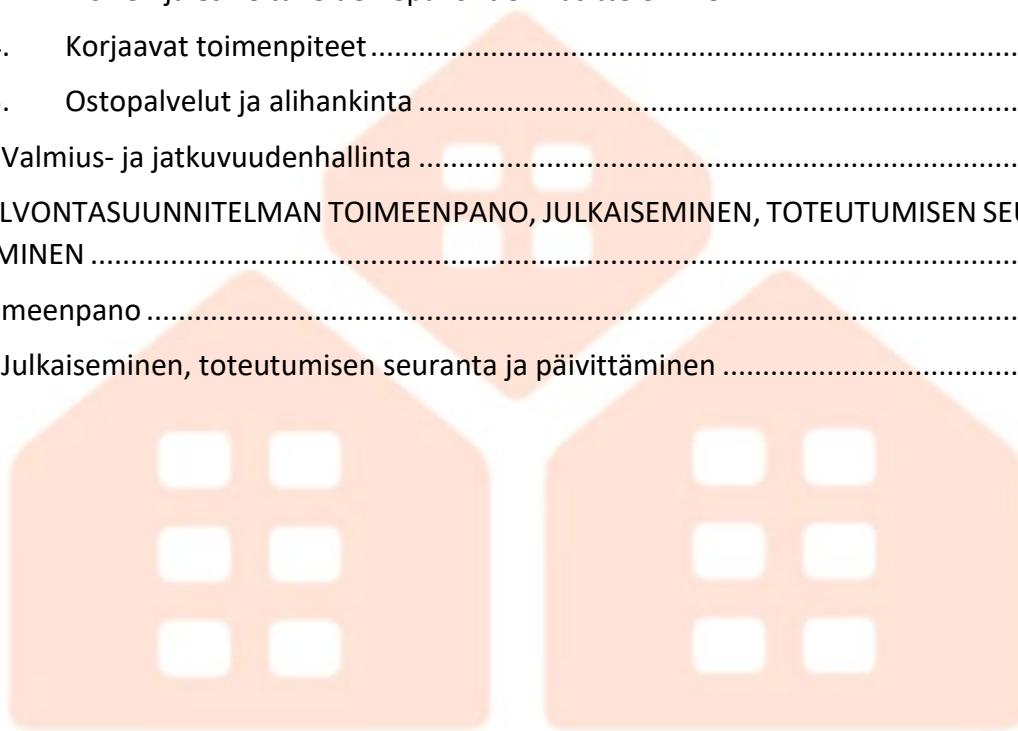 Korjaavat toimenpiteet
Ostopalvelut ja alihankinta
Valmius- ja jatkuvuudenhallinta
LVONTASUUNNITELMAN TOIMEENPANO, JULKAISEMINEN, TOTEUTUMISEN SEU
MINEN
meenpano
Julkaiseminen, toteutumisen seuranta ja päivittäminen